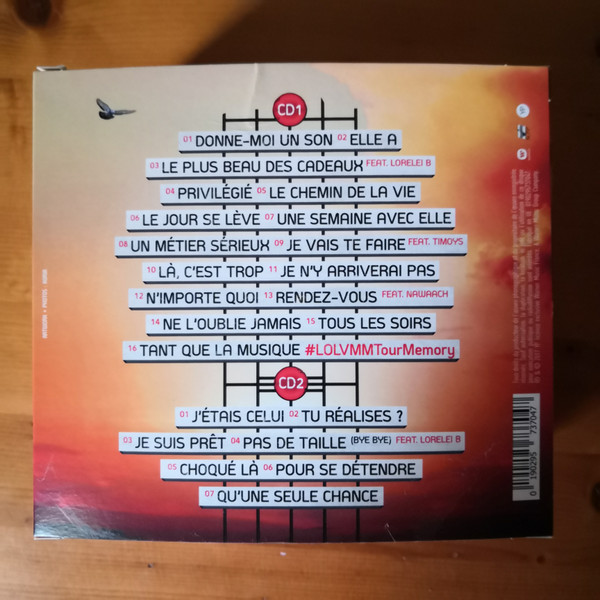 CD1
01 DONNE-MOI UN SON 02 ELLE A
03 LE PLUS BEAU DES CADEAUX FEAT. LORELEI B
04 PRIVILÉGIÉ 05 LE CHEMIN DE LA VIE
06 LE JOUR SE LÈVE 07 UNE SEMAINE AVEC ELLE
08 UN MÉTIER SÉRIEUX 09 JE VAIS TE FAIRE FEAT. TIMOYS
10 LÀ, C'EST TROP 11 JE N'Y ARRIVERAI PAS
12 N'IMPORTE QUOI 13 RENDEZ-VOUS FEAT. NAWAACH
14 NE L'OUBLIE JAMAIS 15 TOUS LES SOIRS
16 TANT QUE LA MUSIQUE #LOLVMMTourMemory
CD2
01 J'ÉTAIS CELUI 02 TU RÉALISES ?
03 JE SUIS PRÊT 04 PAS DE TAILLE (BYE BYE) FEAT. LORELEI B
05 CHOQUÉ LÀ 06 POUR SE DÉTENDRE
07 QU'UNE SEULE CHANCE
0 190295 737047